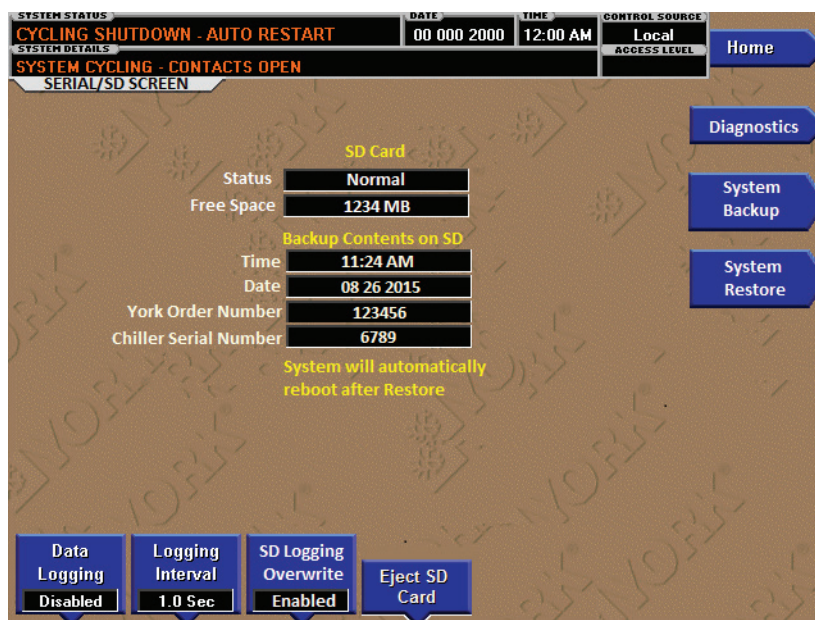 SYSTEM STATUS
CYCLING SHUTDOWN - AUTO RESTART
DATE
00 000 2000
TIME
12:00 AM
CONTROL SOURCE
Local
SYSTEM DETAILS
SYSTEM CYCLING - CONTACTS OPEN
ACCESS LEVEL
Home
SERIAL/SD SCREEN
Diagnostics
System
Backup
System
Restore
SD Card
Status Normal
Free Space 1234 MB
Backup Contents on SD
Time 11:24 AM
Date 08 26 2015
York Order Number 123456
Chiller Serial Number 6789
System will automatically
reboot after Restore
Data
Logging
Disabled
Logging
Interval
1.0 Sec
SD Logging
Overwrite
Enabled
Eject SD
Card
YORK